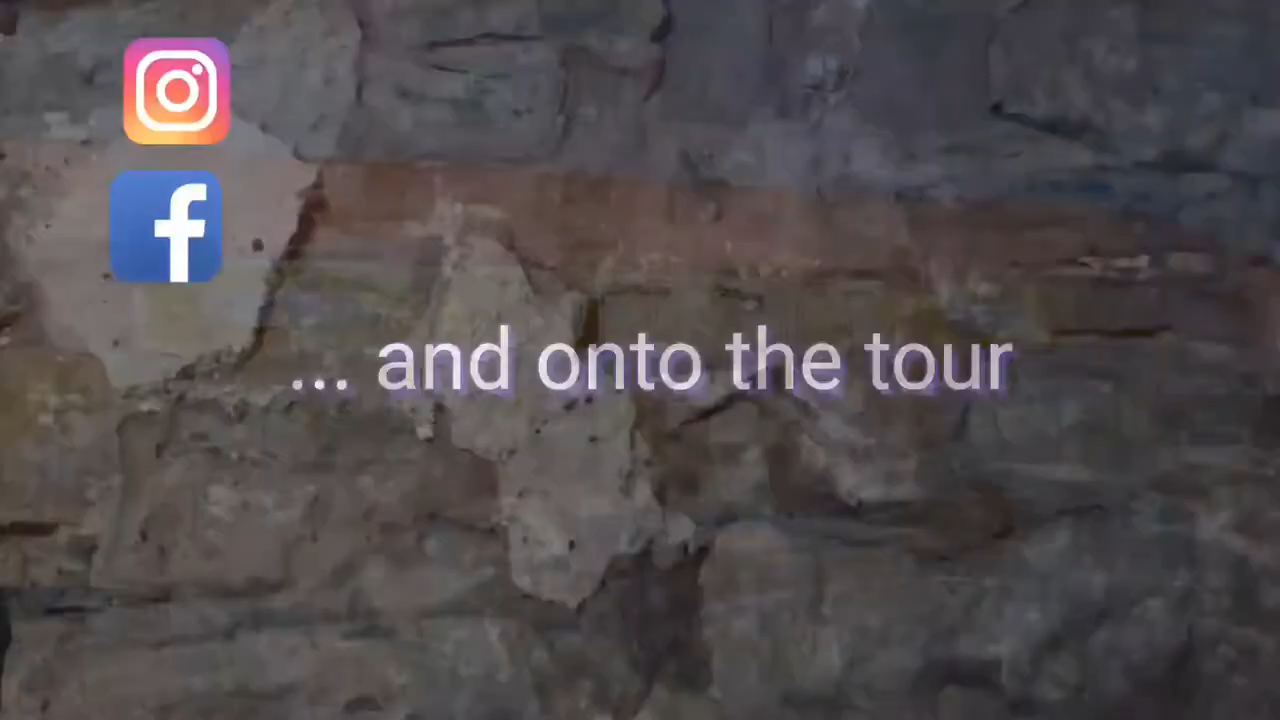 ... and onto the tour